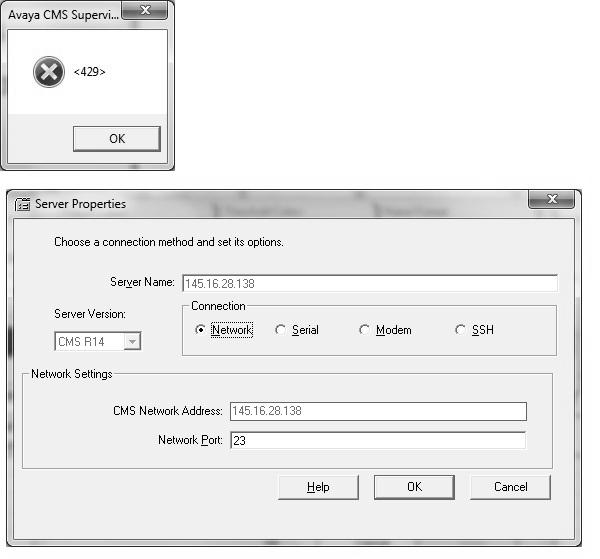 Avaya CMS Supervi...
<429>
OK
Server Properties
Choose a connection method and set its options.
Server Name: 145.16.28.138
Server Version:
CMS R14
Connection
Network Serial Modem SSH
Network Settings
CMS Network Address: 145.16.28.138
Network Port: 23
Help OK Cancel